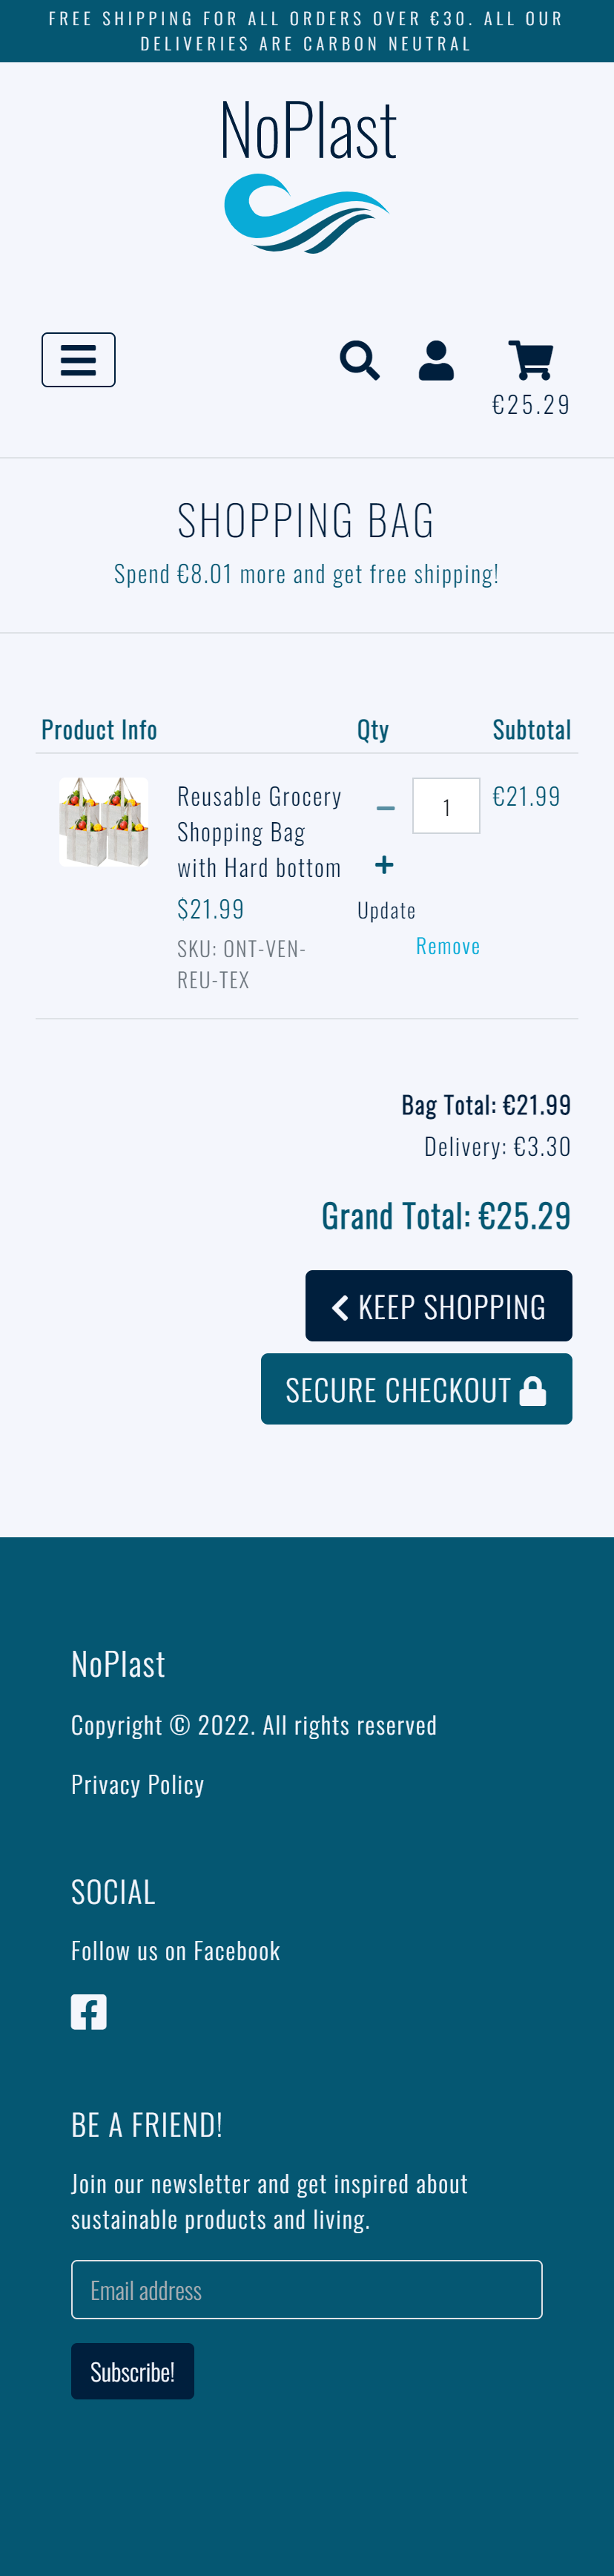 FREE SHIPPING FOR ALL ORDERS OVER €30. ALL OUR
DELIVERIES ARE CARBON NEUTRAL
NoPlast
€25.29
SHOPPING BAG
Spend €8.01 more and get free shipping!
Product Info Qty Subtotal
Reusable Grocery
Shopping Bag
with Hard bottom
$21.99
SKU: ONT-VEN-
REU-TEX
1
Update
Remove
€21.99
Bag Total: €21.99
Delivery: €3.30
Grand Total: €25.29
KEEP SHOPPING
SECURE CHECKOUT
NoPlast
Copyright © 2022. All rights reserved
Privacy Policy
SOCIAL
Follow us on Facebook
BE A FRIEND!
Join our newsletter and get inspired about
sustainable products and living.
Email address
Subscribe!